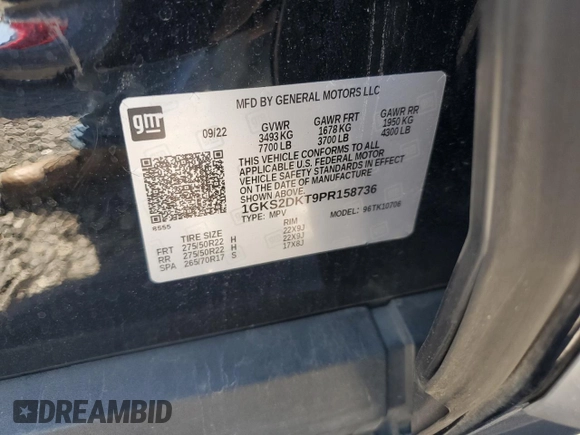 MFD BY GENERAL MOTORS LLC
gm
09/22
GVWR GAWR FRT GAWR RR
3493 KG 1678 KG 1950 KG
7700 LB 3700 LB 4300 LB
THIS VEHICLE CONFORMS TO ALL
APPLICABLE U.S. FEDERAL MOTOR
VEHICLE SAFETY STANDARDS IN EFFECT
ON THE DATE OF MANUFACTURE
SHOWN ABOVE.
1GKS2DKT9PR158736
TYPE: MPV MODEL: 96TK10706
6555
TIRE SIZE RIM
FRT 275/50R22 H 22X9J
RR 275/50R22 H 22X9J
SPA 265/70R17 S 17X8J
DREAMBID